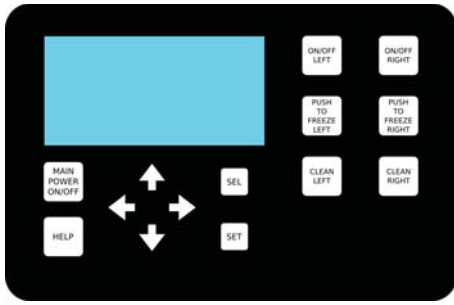 ON/OFF
LEFT
ON/OFF
RIGHT
PUSH
TO
FREEZE
LEFT
PUSH
TO
FREEZE
RIGHT
MAIN
POWER
ON/OFF
SEL
CLEAN
LEFT
CLEAN
RIGHT
HELP
SET